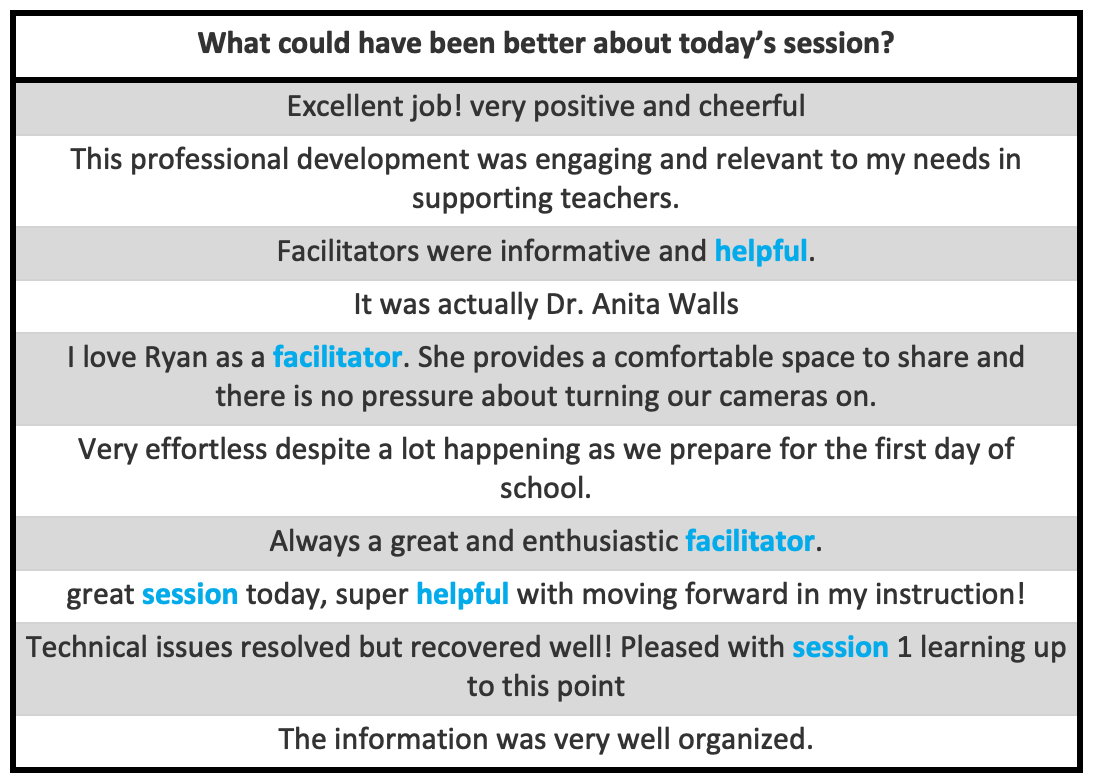 What could have been better about today’s session?
Excellent job! very positive and cheerful
This professional development was engaging and relevant to my needs in
supporting teachers.
Facilitators were informative and helpful.
It was actually Dr. Anita Walls
I love Ryan as a facilitator. She provides a comfortable space to share and
there is no pressure about turning our cameras on.
Very effortless despite a lot happening as we prepare for the first day of
school.
Always a great and enthusiastic facilitator.
great session today, super helpful with moving forward in my instruction!
Technical issues resolved but recovered well! Pleased with session 1 learning up
to this point
The information was very well organized.